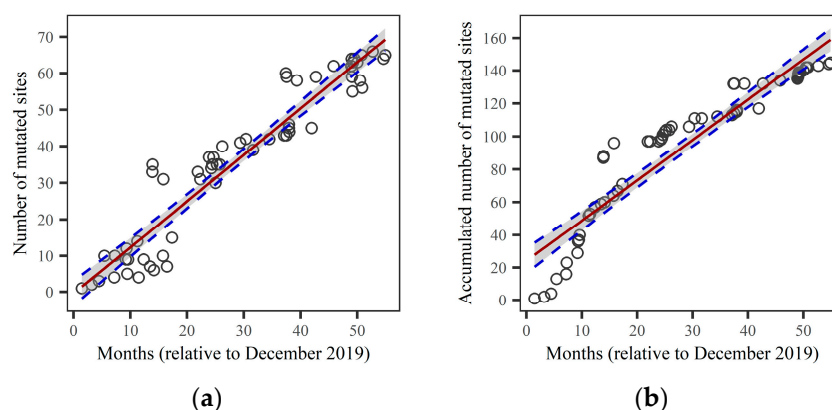 70
60
50
40
30
20
10
0
Number of mutated sites
0 10 20 30 40 50
Months (relative to December 2019)
(a)
160
140
120
100
80
60
40
20
0
Accumulated number of mutated sites
0 10 20 30 40 50
Months (relative to December 2019)
(b)